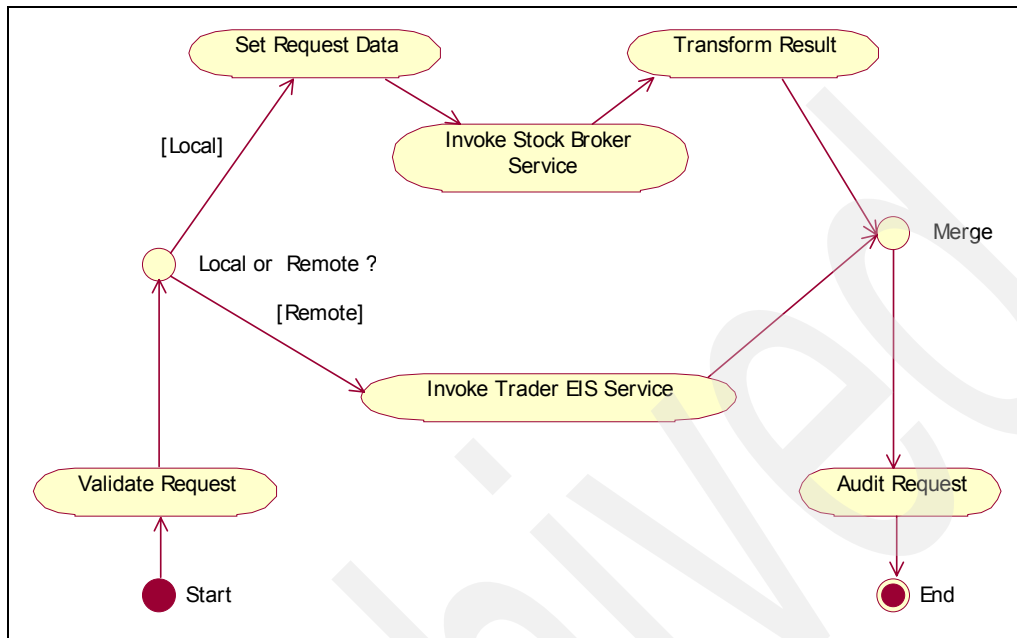 Set Request Data
Transform Result
Invoke Stock Broker
Service
[Local]
Merge
Local or Remote ?
[Remote]
Invoke Trader EIS Service
Validate Request
Audit Request
Start
End
hived